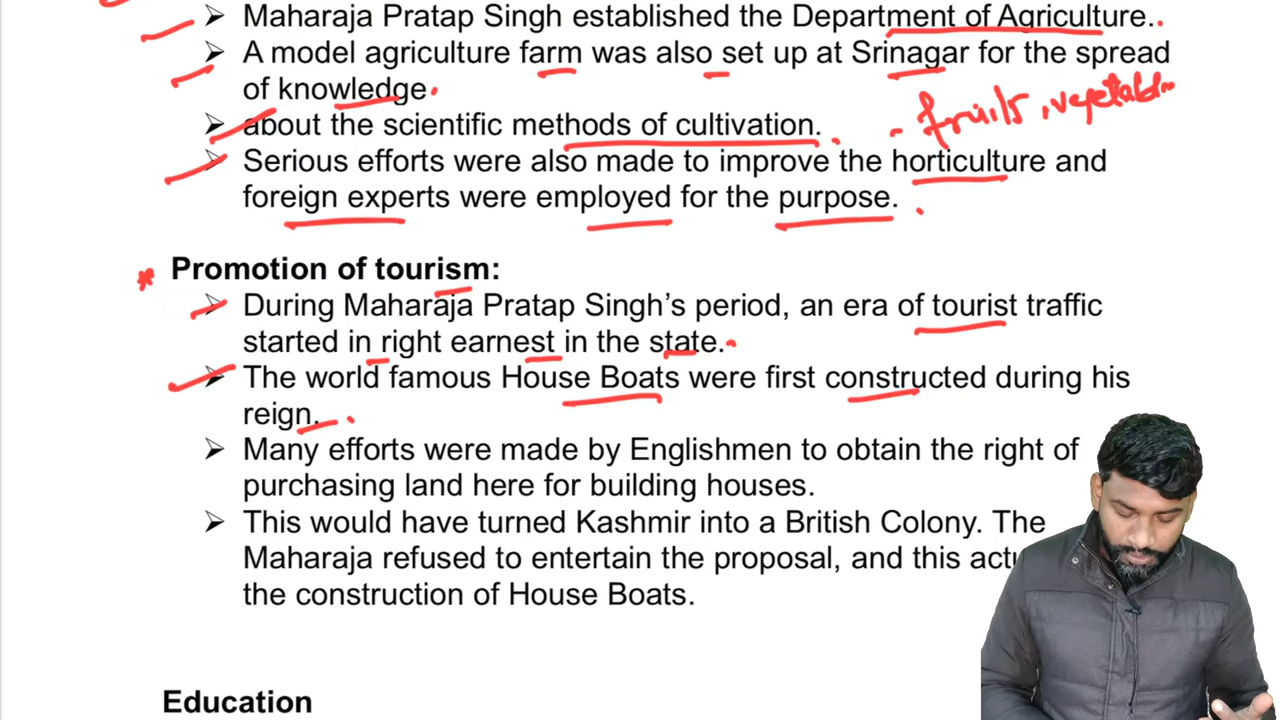 Maharaja Pratap Singh established the Department of Agriculture.
A model agriculture farm was also set up at Srinagar for the spread
of knowledge
about the scientific methods of cultivation.
- fruits, vegetables
Serious efforts were also made to improve the horticulture and
foreign experts were employed for the purpose.
* Promotion of tourism:
During Maharaja Pratap Singh’s period, an era of tourist traffic
started in right earnest in the state.
The world famous House Boats were first constructed during his
reign.
Many efforts were made by Englishmen to obtain the right of
purchasing land here for building houses.
This would have turned Kashmir into a British Colony. The
Maharaja refused to entertain the proposal, and this
the construction of House Boats.
Education